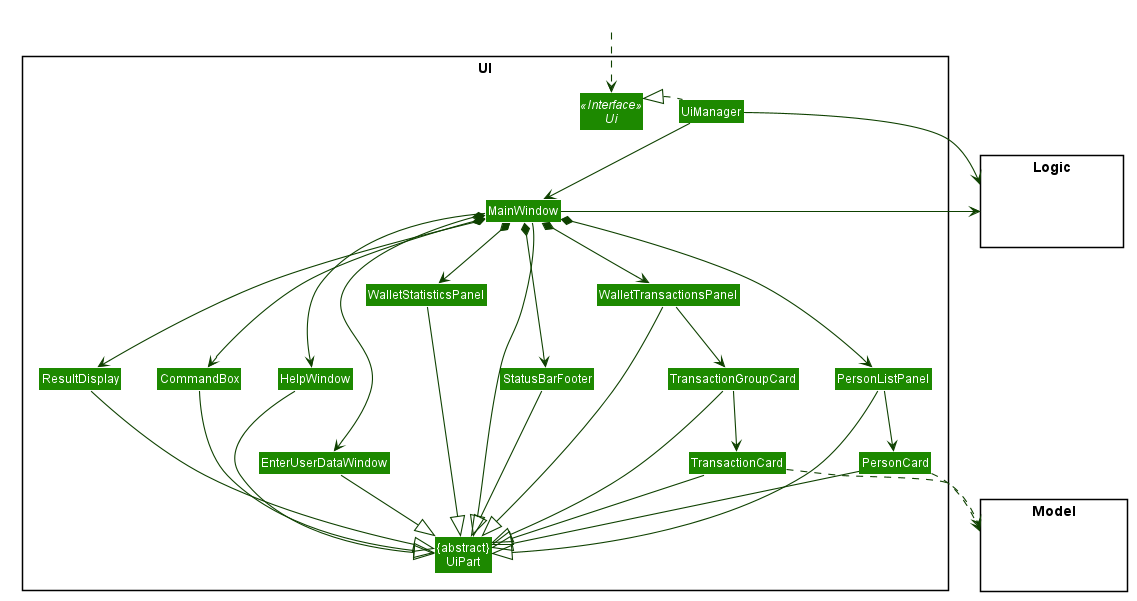 UI
«Interface»
Ui
UiManager
Logic
MainWindow
WalletStatisticsPanel
WalletTransactionsPanel
ResultDisplay
CommandBox
HelpWindow
StatusBarFooter
TransactionGroupCard
PersonListPanel
EnterUserDataWindow
TransactionCard
PersonCard
Model
{abstract}
UiPart